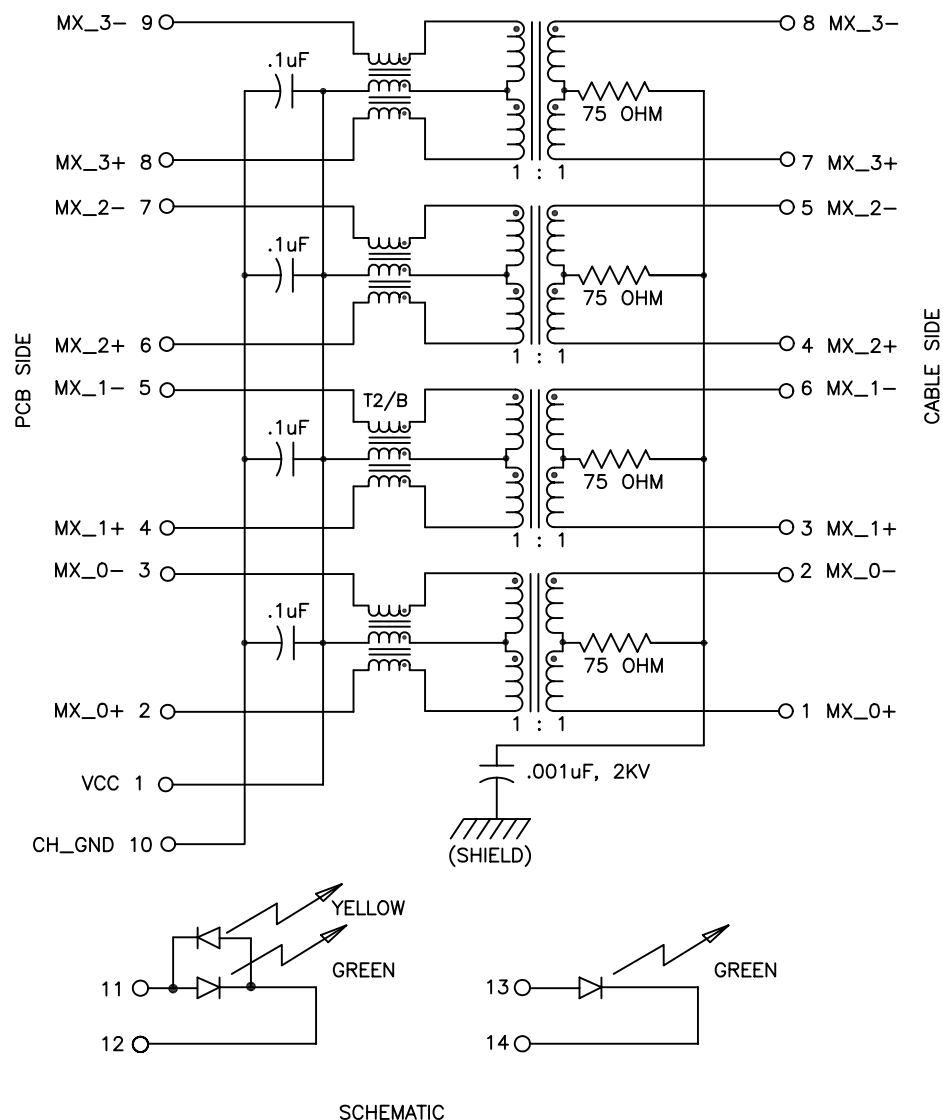 MX_3- 9
8 MX_3-
.1uF
75 OHM
MX_3+ 8
7 MX_3+
1 : 1
MX_2- 7
5 MX_2-
.1uF
75 OHM
PCB SIDE
CABLE SIDE
MX_2+ 6
4 MX_2+
1 : 1
MX_1- 5
6 MX_1-
T2/B
.1uF
75 OHM
MX_1+ 4
3 MX_1+
1 : 1
MX_0- 3
2 MX_0-
.1uF
75 OHM
MX_0+ 2
1 MX_0+
1 : 1
.001uF, 2KV
VCC 1
CH_GND 10
(SHIELD)
YELLOW
GREEN
GREEN
11
13
12
14
SCHEMATIC